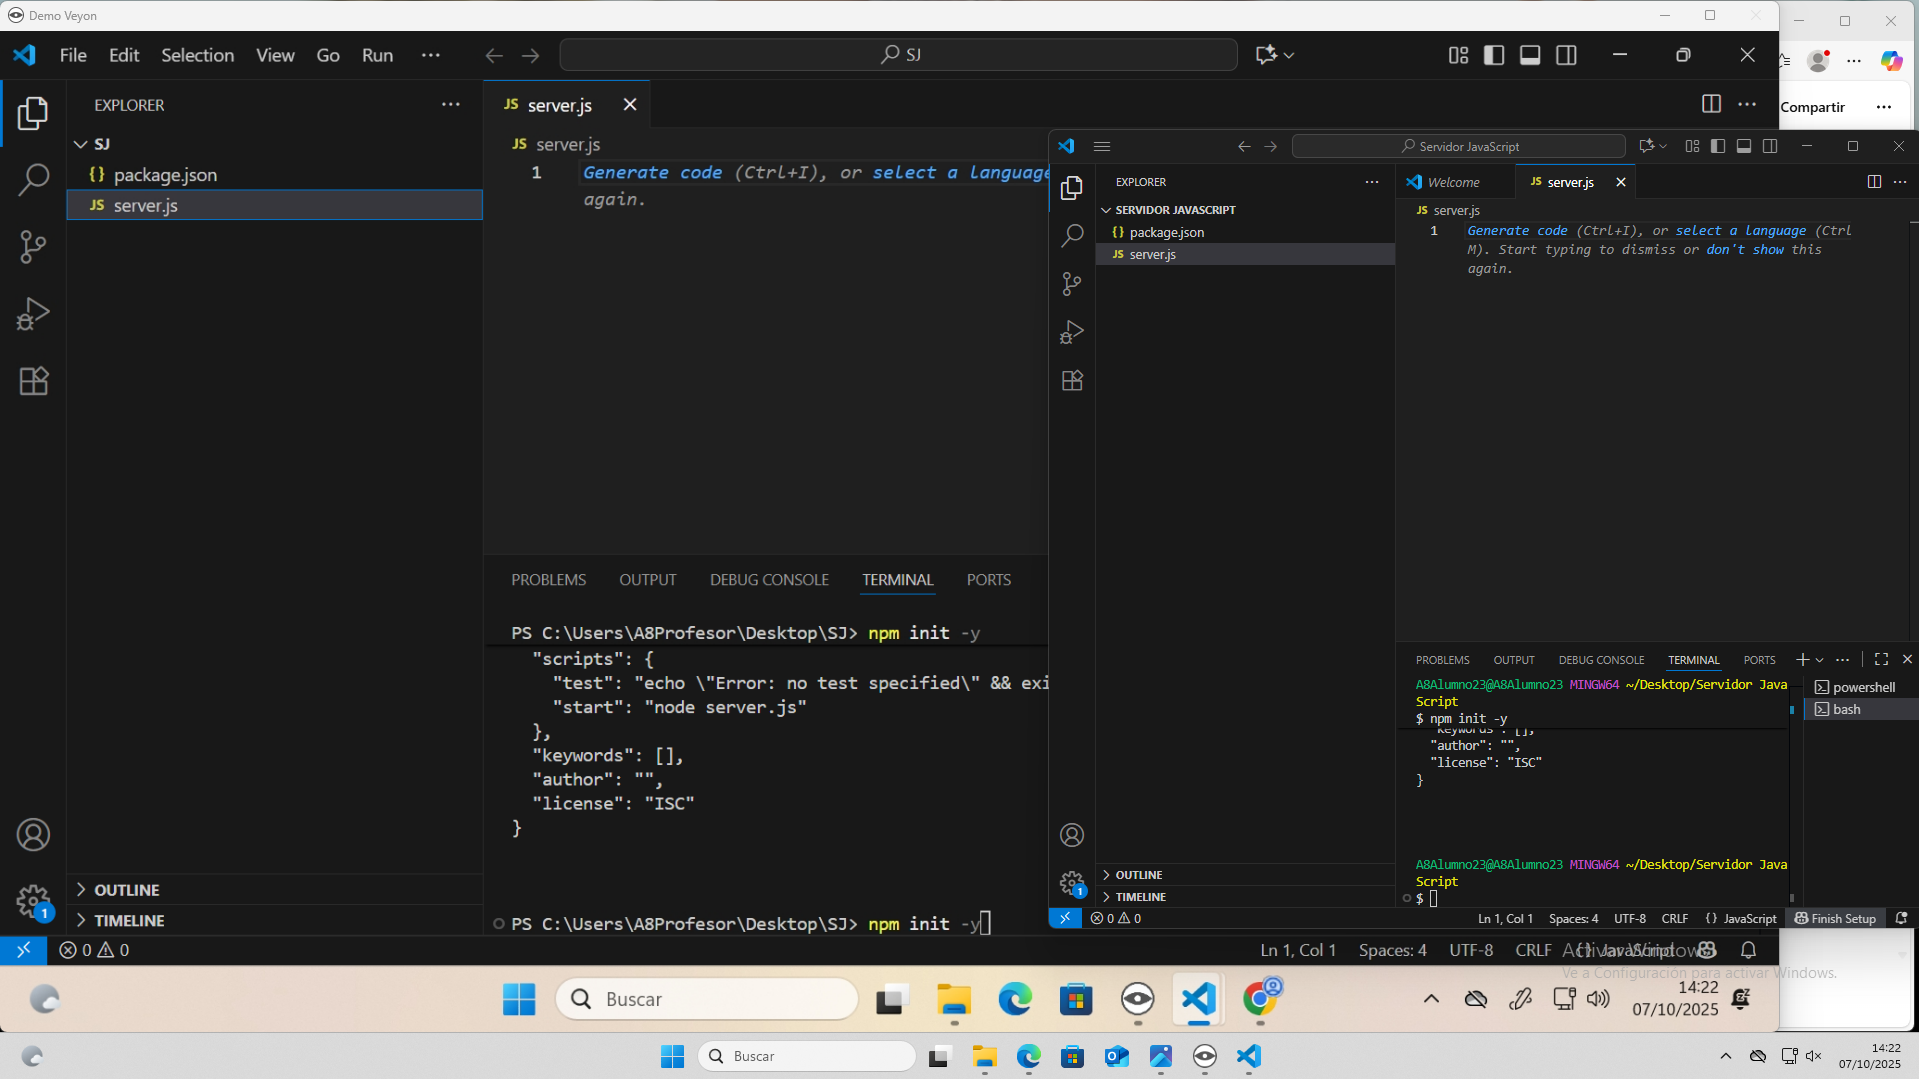 Demo Veyon
File Edit Selection View Go Run ···
SJ
Compartir ···
EXPLORER ···
SJ
{} package.json
JS server.js
OUTLINE
TIMELINE
JS server.js
JS server.js
1 Generate code (Ctrl+I), or select a language
again.
PROBLEMS OUTPUT DEBUG CONSOLE TERMINAL PORTS
PS C:\Users\A8Profesor\Desktop\SJ> npm init -y
"scripts": {
"test": "echo \"Error: no test specified\" && exi
"start": "node server.js"
},
"keywords": [],
"author": "",
"license": "ISC"
}
PS C:\Users\A8Profesor\Desktop\SJ> npm init -y
1
0 0
Ln 1, Col 1 Spaces: 4 UTF-8 CRLF {} JavaScript
Servidor JavaScript
EXPLORER ···
SERVIDOR JAVASCRIPT
{} package.json
JS server.js
OUTLINE
TIMELINE
Welcome JS server.js
JS server.js
1 Generate code (Ctrl+I), or select a language (Ctrl
M). Start typing to dismiss or don't show this
again.
PROBLEMS OUTPUT DEBUG CONSOLE TERMINAL PORTS
A8Alumno23@A8Alumno23 MINGW64 ~/Desktop/Servidor Java
Script
$ npm init -y
"keywords": [],
"author": "",
"license": "ISC"
}
A8Alumno23@A8Alumno23 MINGW64 ~/Desktop/Servidor Java
Script
$
powershell
bash
1
0 0
Ln 1, Col 1 Spaces: 4 UTF-8 CRLF {} JavaScript Finish Setup
Activar Windows
Ve a Configuración para activar Windows.
Buscar
14:22
07/10/2025
Buscar
14:22
07/10/2025